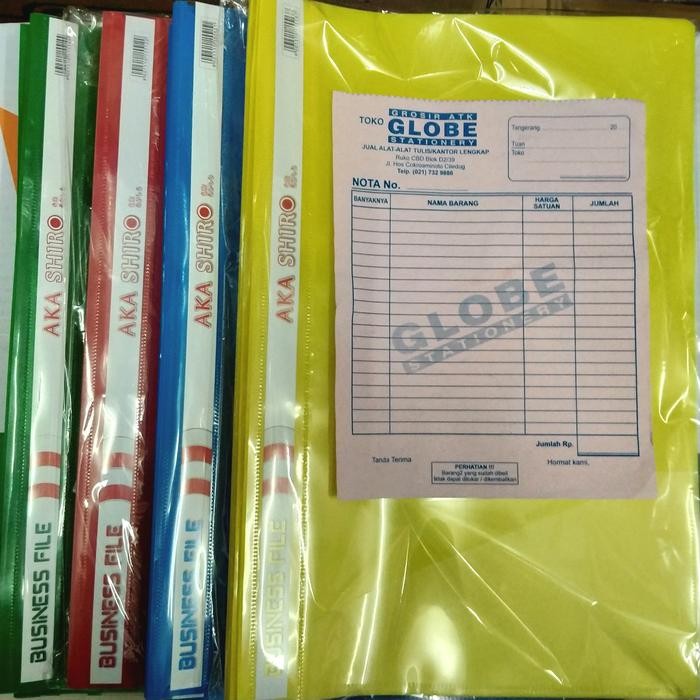 AKA SHIRO
BUSINESS FILE
AKA SHIRO
BUSINESS FILE
AKA SHIRO
BUSINESS FILE
AKA SHIRO
BUSINESS FILE
TOKO
GROSIR ATK
GLOBE
STATIONERY
JUAL ALAT-ALAT TULIS/KANTOR LENGKAP
Ruko CBD Blok D2/39
Jl. Hos Cokroaminoto Ciledug
Telp. (021) 732 9886
Tangerang 20
Tuan
Toko
NOTA No.
BANYAKNYA NAMA BARANG HARGA SATUAN JUMLAH
GLOBE
STATIONERY
Jumlah Rp.
Tanda Terima Hormat kami,
PERHATIAN !!!
Barang2 yang sudah dibeli
tidak dapat ditukar / dikembalikan